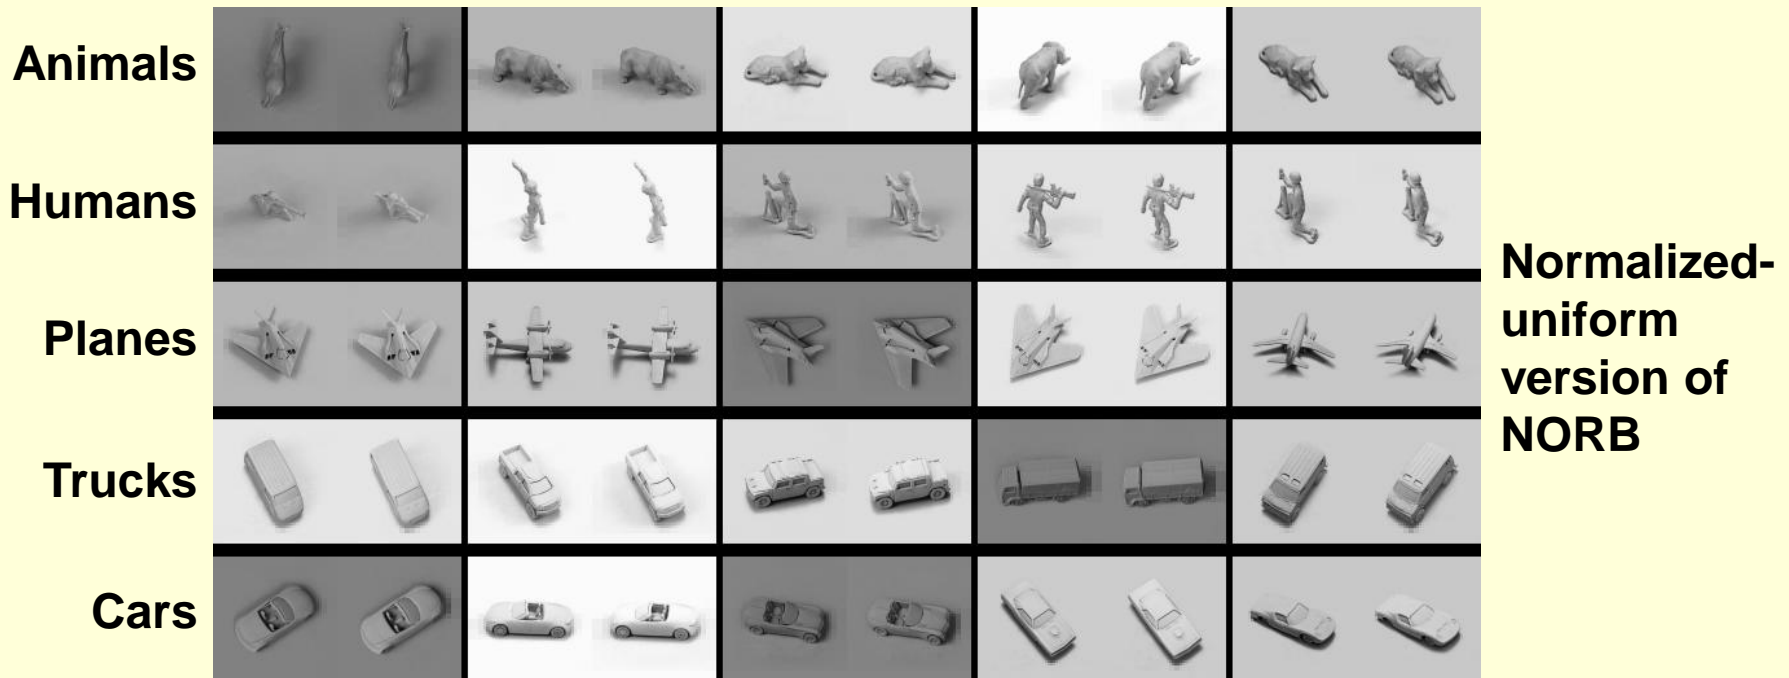 Animals
Humans
Planes
Trucks
Cars
Normalized-
uniform
version of
NORB